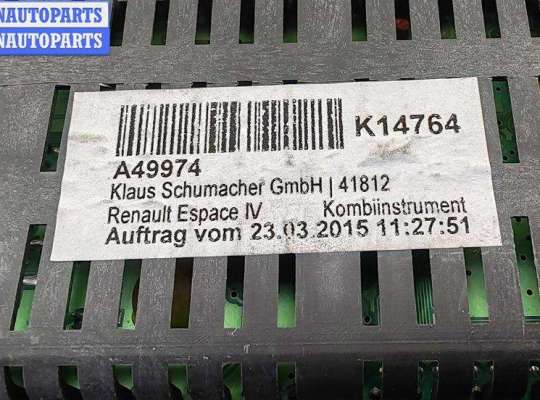 NAUTOPARTS
NAUTOPARTS
K14764
A49974
Klaus Schumacher GmbH | 41812
Renault Espace IV Kombiinstrument
Auftrag vom 23.03.2015 11:27:51